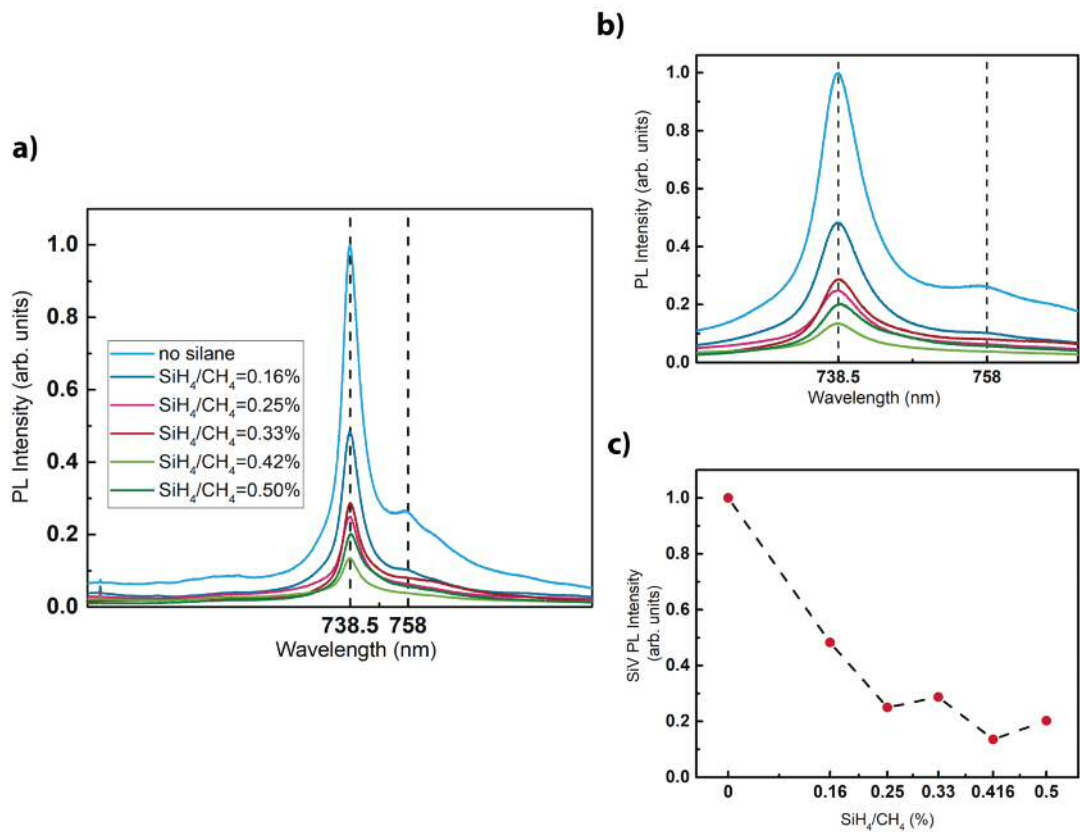 a)
PL Intensity (arb. units)
1.0
0.8
0.6
0.4
0.2
0.0
no silane
SiH₄/CH₄=0.16%
SiH₄/CH₄=0.25%
SiH₄/CH₄=0.33%
SiH₄/CH₄=0.42%
SiH₄/CH₄=0.50%
738.5 758
Wavelength (nm)
b)
PL Intensity (arb. units)
1.0
0.8
0.6
0.4
0.2
0.0
738.5 758
Wavelength (nm)
c)
SiV PL Intensity
(arb. units)
1.0
0.8
0.6
0.4
0.2
0.0
0 0.16 0.25 0.33 0.416 0.5
SiH₄/CH₄ (%)